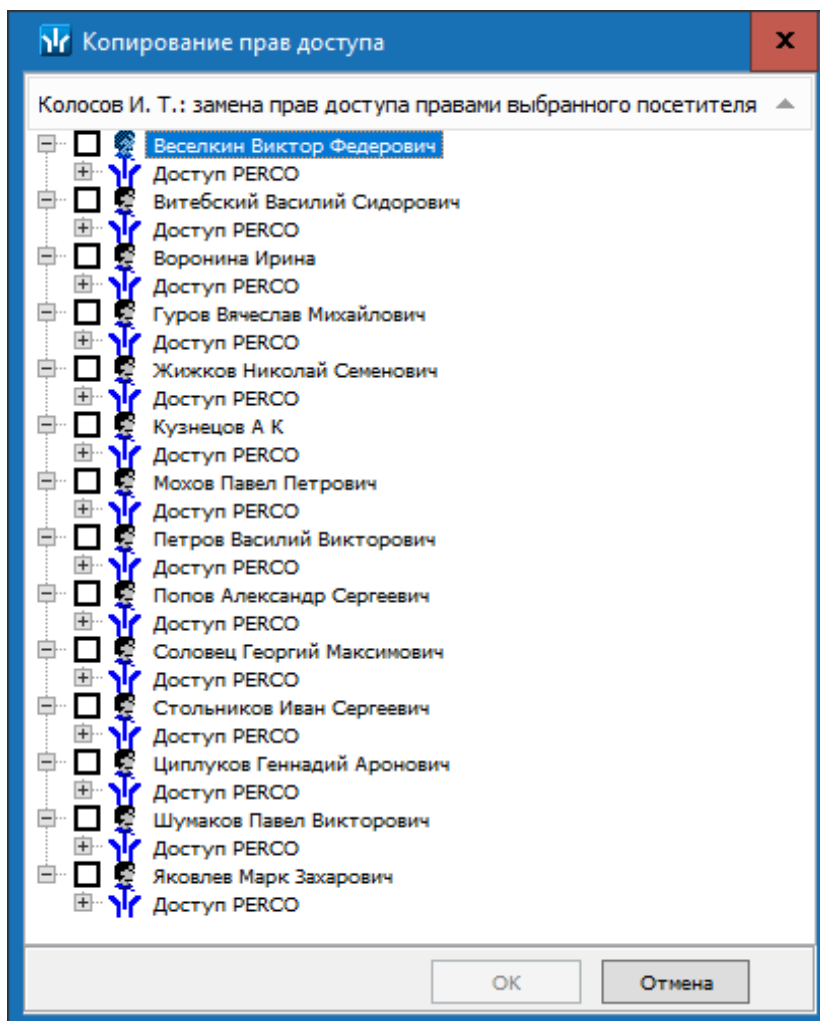 Копирование прав доступа
Колосов И. Т.: замена прав доступа правами выбранного посетителя
Веселкин Виктор Федерович
Доступ PERCO
Витебский Василий Сидорович
Доступ PERCO
Воронина Ирина
Доступ PERCO
Гуров Вячеслав Михайлович
Доступ PERCO
Жижков Николай Семенович
Доступ PERCO
Кузнецов А К
Доступ PERCO
Мохов Павел Петрович
Доступ PERCO
Петров Василий Викторович
Доступ PERCO
Попов Александр Сергеевич
Доступ PERCO
Соловец Георгий Максимович
Доступ PERCO
Стольников Иван Сергеевич
Доступ PERCO
Циплуков Геннадий Аронович
Доступ PERCO
Шумаков Павел Викторович
Доступ PERCO
Яковлев Марк Захарович
Доступ PERCO
ОК Отмена